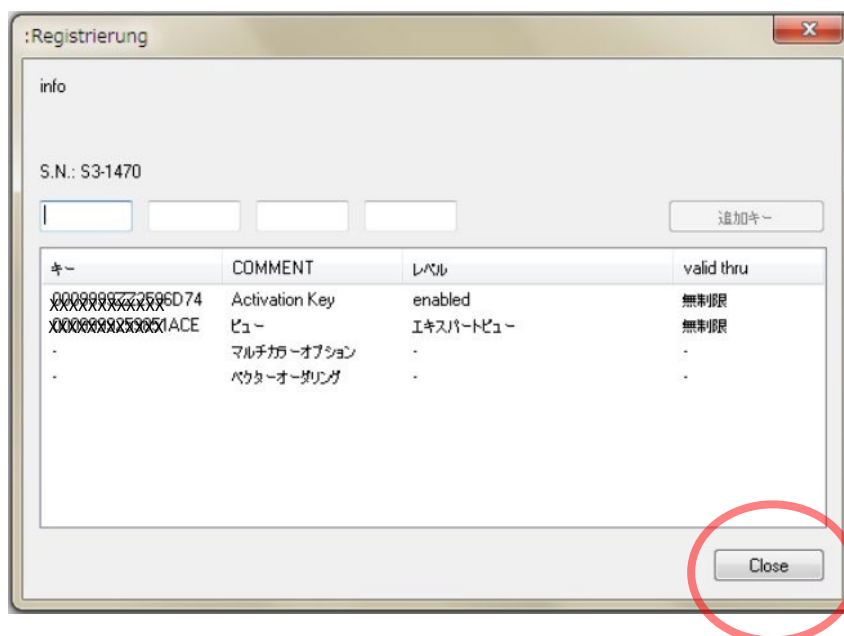 :Registrierung
info
S.N.: S3-1470
追加キー
キー COMMENT レベル valid thru
6D74 Activation Key enabled 無制限
1ACE ビュー エキスパートビュー 無制限
- マルチカラーオプション - -
- ベクターオーダリング - -
Close